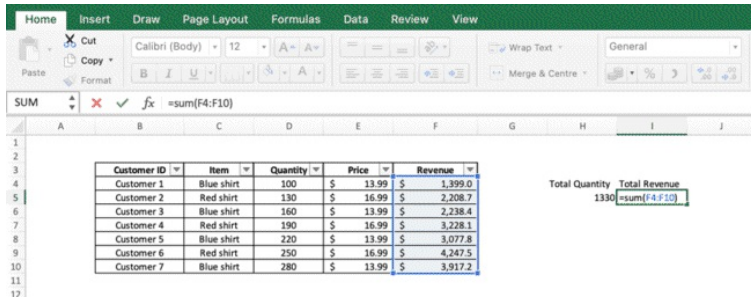 Home Insert Draw Page Layout Formulas Data Review View
Cut
Copy
Format
Paste
Calibri (Body) 12 A A
B I U A
Wrap Text
Merge & Centre
General
%
SUM fx =sum(F4:F10)
A B C D E F G H I J
1
2
3 Customer ID Item Quantity Price Revenue
4 Customer 1 Blue shirt 100 $ 13.99 $ 1,399.0 Total Quantity Total Revenue
5 Customer 2 Red shirt 130 $ 16.99 $ 2,208.7 1330 =sum(F4:F10)
6 Customer 3 Blue shirt 160 $ 13.99 $ 2,238.4
7 Customer 4 Red shirt 190 $ 16.99 $ 3,228.1
8 Customer 5 Blue shirt 220 $ 13.99 $ 3,077.8
9 Customer 6 Red shirt 250 $ 16.99 $ 4,247.5
10 Customer 7 Blue shirt 280 $ 13.99 $ 3,917.2
11
12